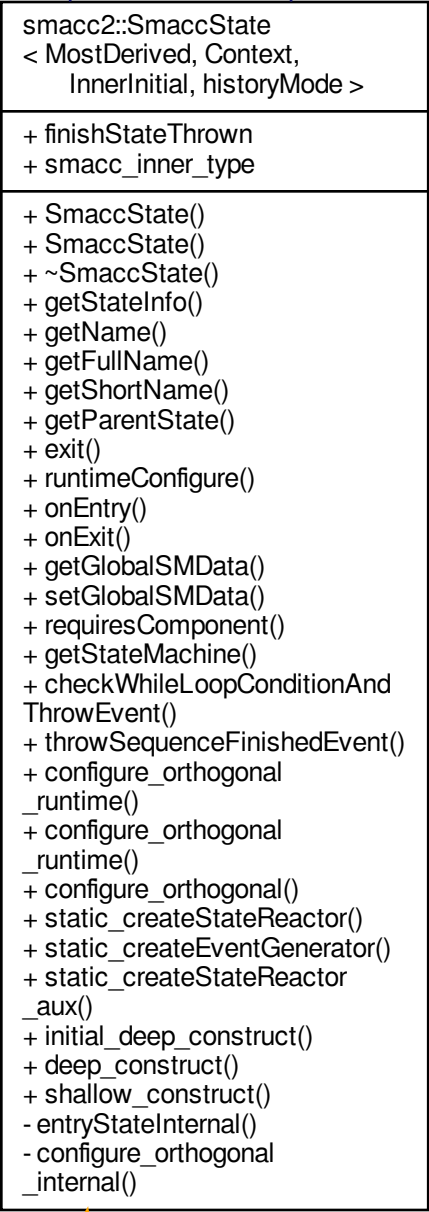 smacc2::SmaccState
< MostDerived, Context,
InnerInitial, historyMode >
+ finishStateThrown
+ smacc_inner_type
+ SmaccState()
+ SmaccState()
+ ~SmaccState()
+ getStateInfo()
+ getName()
+ getFullName()
+ getShortName()
+ getParentState()
+ exit()
+ runtimeConfigure()
+ onEntry()
+ onExit()
+ getGlobalSMData()
+ setGlobalSMData()
+ requiresComponent()
+ getStateMachine()
+ checkWhileLoopConditionAnd
ThrowEvent()
+ throwSequenceFinishedEvent()
+ configure_orthogonal
_runtime()
+ configure_orthogonal
_runtime()
+ configure_orthogonal()
+ static_createStateReactor()
+ static_createEventGenerator()
+ static_createStateReactor
_aux()
+ initial_deep_construct()
+ deep_construct()
+ shallow_construct()
- entryStateInternal()
- configure_orthogonal
_internal()